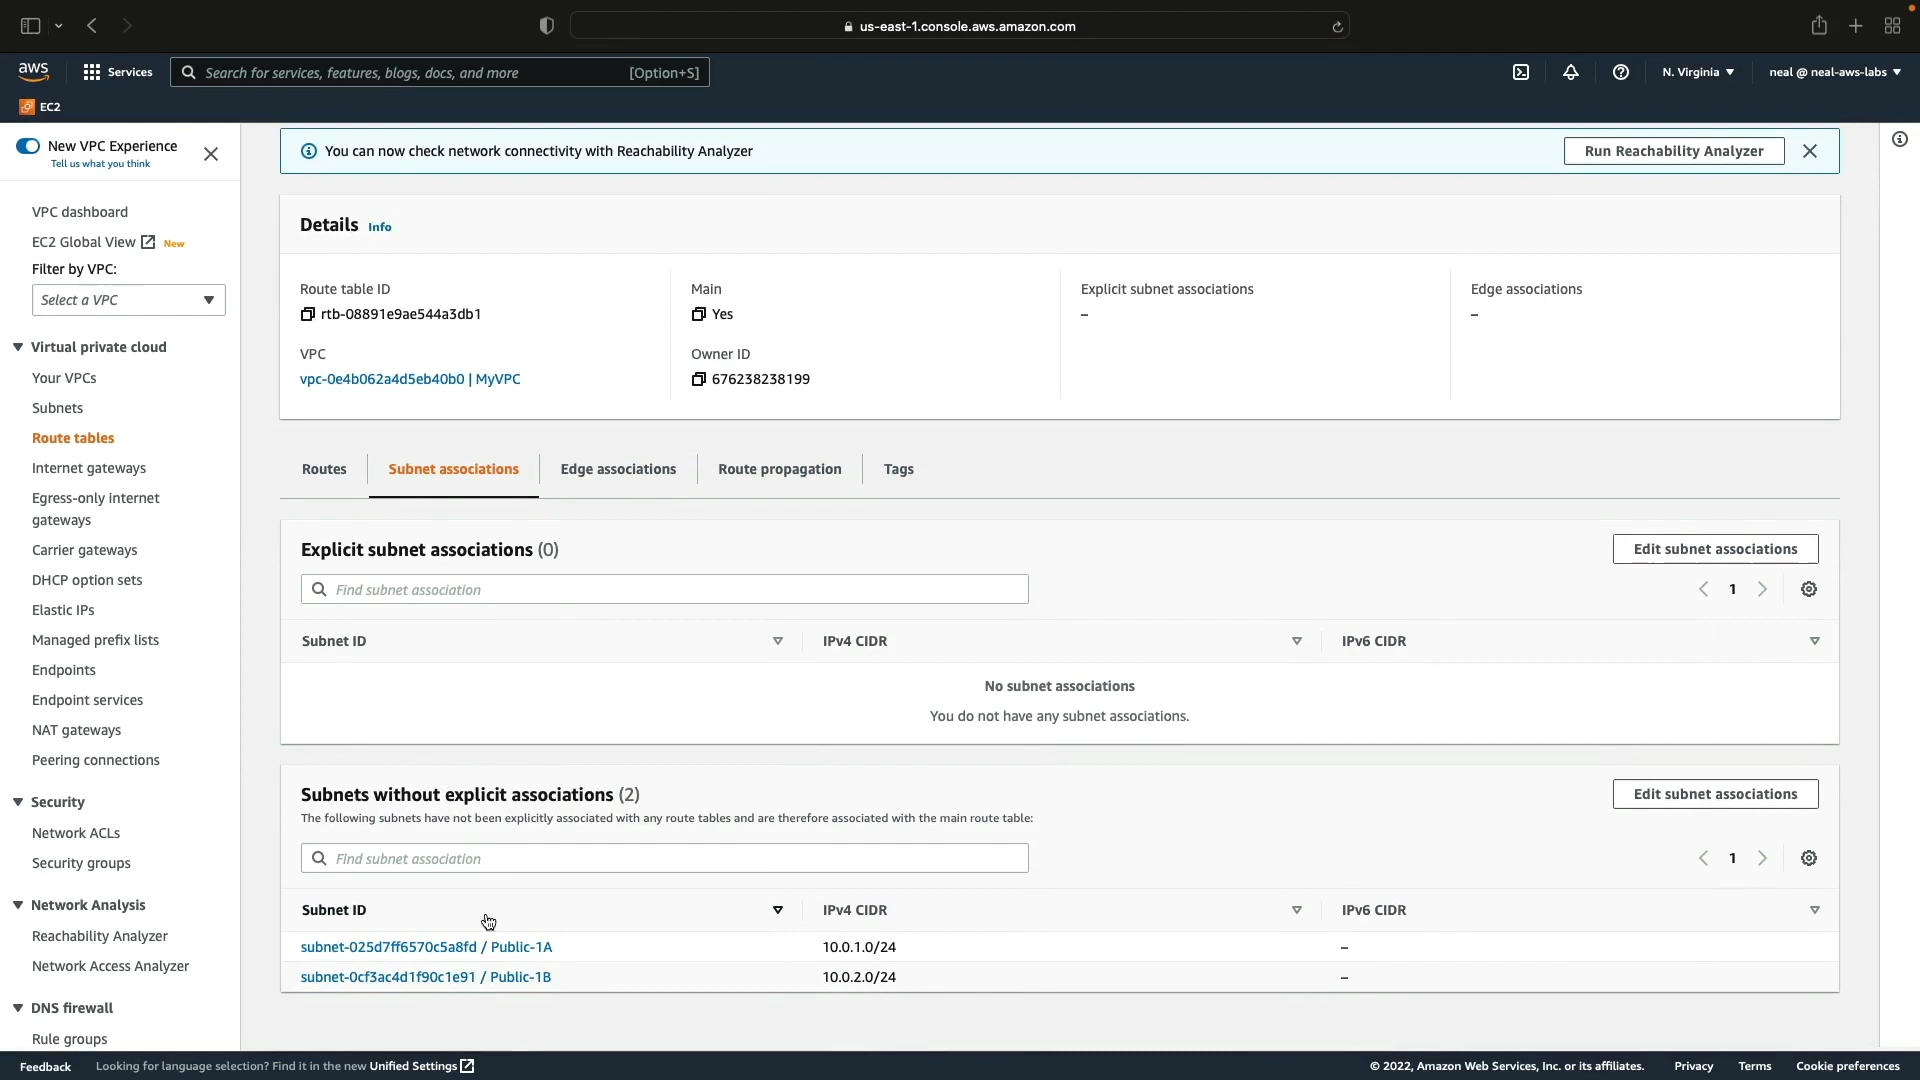 us-east-1.console.aws.amazon.com
aws
Services
Search for services, features, blogs, docs, and more
[Option+S]
N. Virginia
neal @ neal-aws-labs
EC2
New VPC Experience
Tell us what you think
VPC dashboard
EC2 Global View
New
Filter by VPC:
Select a VPC
Virtual private cloud
Your VPCs
Subnets
Route tables
Internet gateways
Egress-only internet
gateways
Carrier gateways
DHCP option sets
Elastic IPs
Managed prefix lists
Endpoints
Endpoint services
NAT gateways
Peering connections
Security
Network ACLs
Security groups
Network Analysis
Reachability Analyzer
Network Access Analyzer
DNS firewall
Rule groups
You can now check network connectivity with Reachability Analyzer
Run Reachability Analyzer
Details Info
Route table ID
rtb-08891e9ae544a3db1
Main
Yes
Explicit subnet associations
–
Edge associations
–
VPC
vpc-0e4b062a4d5eb40b0 | MyVPC
Owner ID
676238238199
Routes
Subnet associations
Edge associations
Route propagation
Tags
Explicit subnet associations (0)
Edit subnet associations
Find subnet association
1
Subnet ID
IPv4 CIDR
IPv6 CIDR
No subnet associations
You do not have any subnet associations.
Subnets without explicit associations (2)
Edit subnet associations
The following subnets have not been explicitly associated with any route tables and are therefore associated with the main route table:
Find subnet association
1
Subnet ID
IPv4 CIDR
IPv6 CIDR
subnet-025d7ff6570c5a8fd / Public-1A
10.0.1.0/24
–
subnet-0cf3ac4d1f90c1e91 / Public-1B
10.0.2.0/24
–
Feedback
Looking for language selection? Find it in the new Unified Settings
© 2022, Amazon Web Services, Inc. or its affiliates.
Privacy
Terms
Cookie preferences